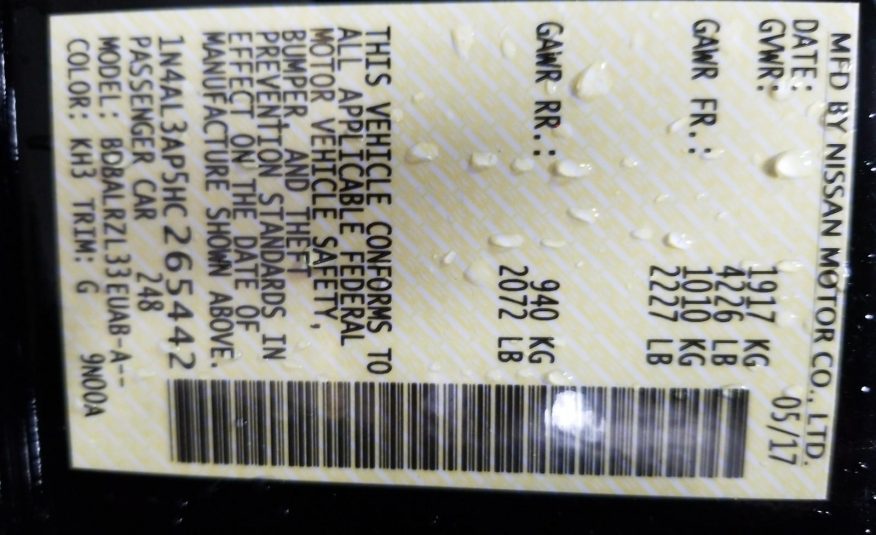 MFD BY NISSAN MOTOR CO., LTD.
DATE: 05/17
GVWR: 1917 KG
4226 LB
GAWR FR.: 1010 KG
2227 LB
GAWR RR.: 940 KG
2072 LB
THIS VEHICLE CONFORMS TO
ALL APPLICABLE FEDERAL
MOTOR VEHICLE SAFETY,
BUMPER AND THEFT
PREVENTION STANDARDS IN
EFFECT ON THE DATE OF
MANUFACTURE SHOWN ABOVE.
1N4AL3AP5HC265442
PASSENGER CAR 248
MODEL: BDBALRZL33EUAB-A--
COLOR: KH3 TRIM: G 9N00A